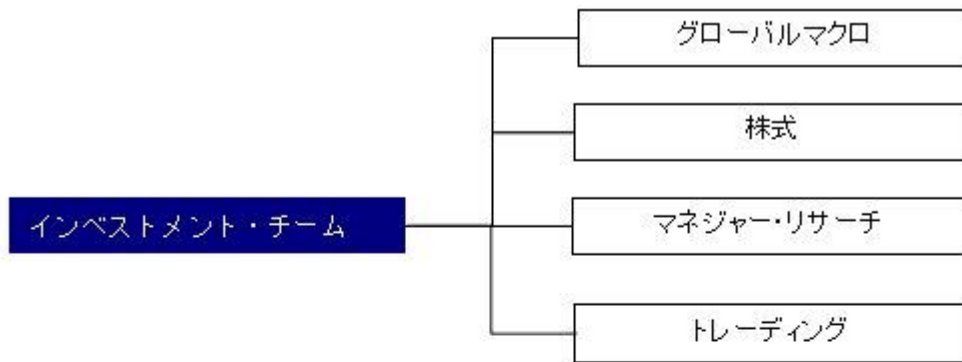 グローバルマクロ
株式
インベストメント・チーム
マネジャー・リサーチ
トレーディング